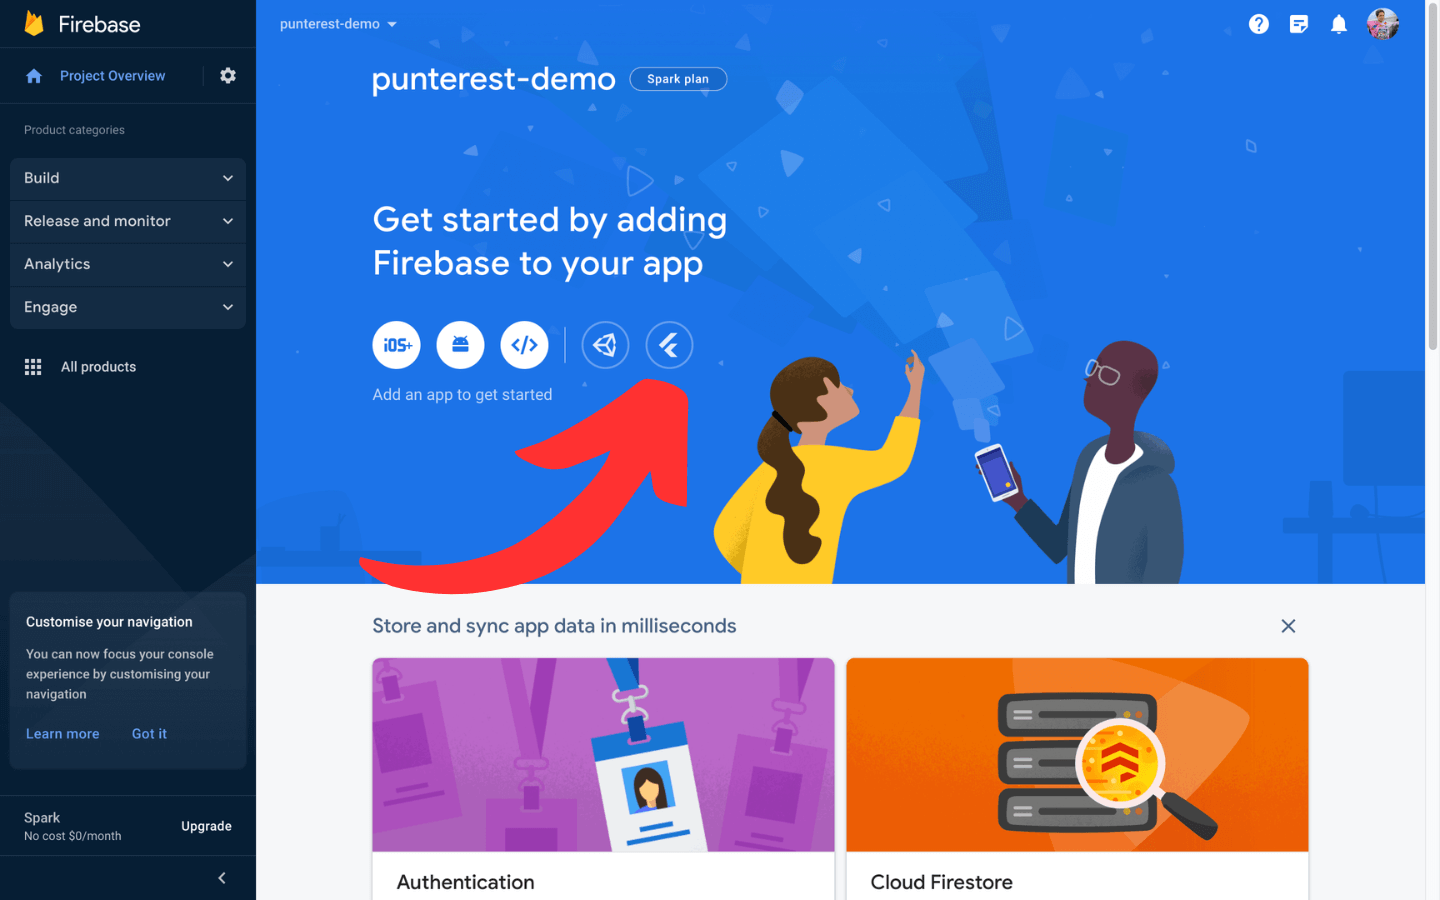 Firebase
Project Overview
Product categories
Build
Release and monitor
Analytics
Engage
All products
Customise your navigation
You can now focus your console
experience by customising your
navigation
Learn more Got it
Spark
No cost $0/month
Upgrade
punterest-demo
punterest-demo Spark plan
Get started by adding
Firebase to your app
iOS+
Add an app to get started
Store and sync app data in milliseconds
Authentication
Cloud Firestore